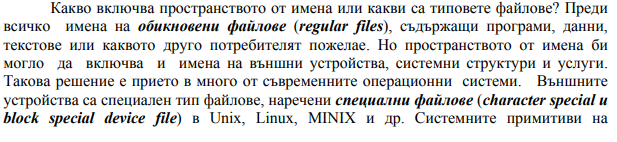 Какво включва пространството от имена или какви са типовете файлове? Преди
всичко имена на обикновени файлове (regular files), съдържащи програми, данни,
текстове или каквото друго потребителят пожелае. Но пространството от имена би
могло да включва и имена на външни устройства, системни структури и услуги.
Такова решение е прието в много от съвременните операционни системи. Външните
устройства са специален тип файлове, наречени специални файлове (character special и
block special device file) в Unix, Linux, MINIX и др. Системните примитиви на